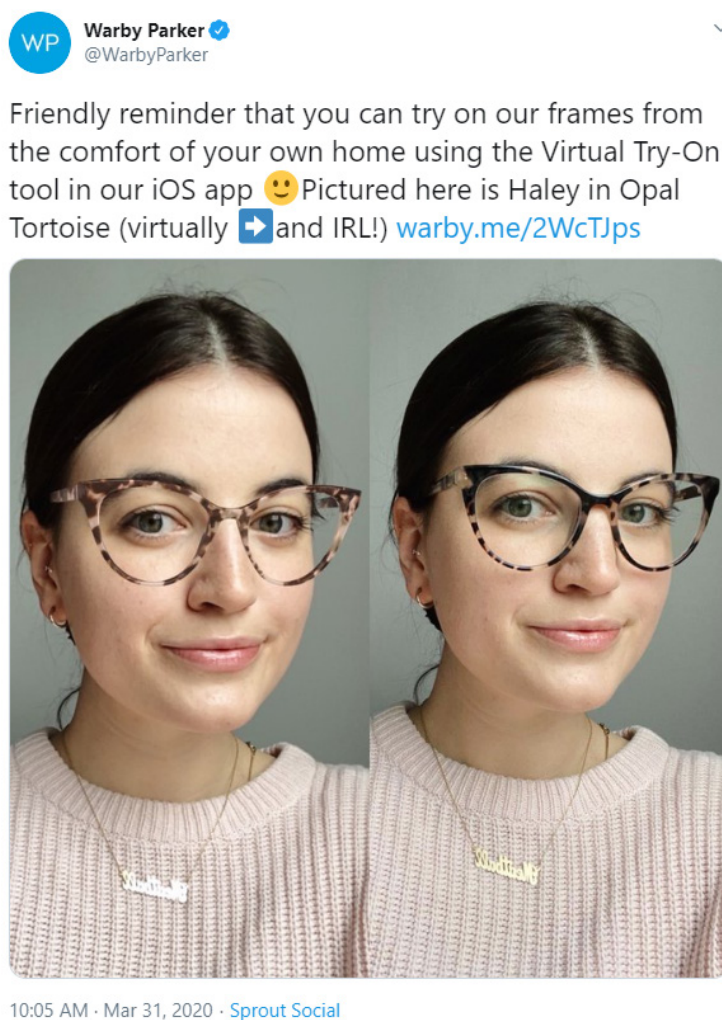 WP
Warby Parker
@WarbyParker
Friendly reminder that you can try on our frames from
the comfort of your own home using the Virtual Try-On
tool in our iOS app 🙂Pictured here is Haley in Opal
Tortoise (virtually ➡️and IRL!) warby.me/2WcTJps
Meatball
Meatball
10:05 AM · Mar 31, 2020 · Sprout Social